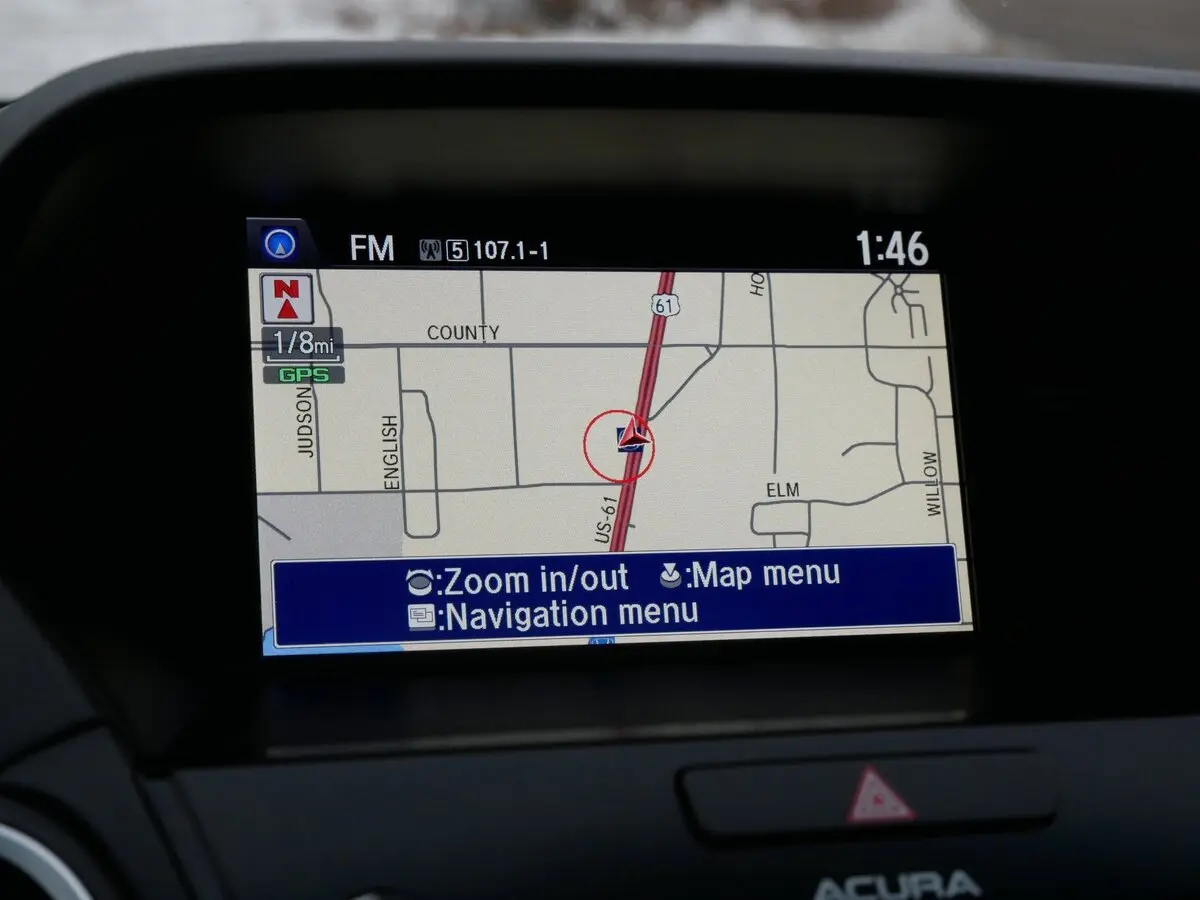 FM 5 107.1-1 1:46
N
1/8mi
GPS
61
HO
COUNTY
JUDSON
ENGLISH
US-61
ELM
WILLOW
:Zoom in/out :Map menu
:Navigation menu
ACURA